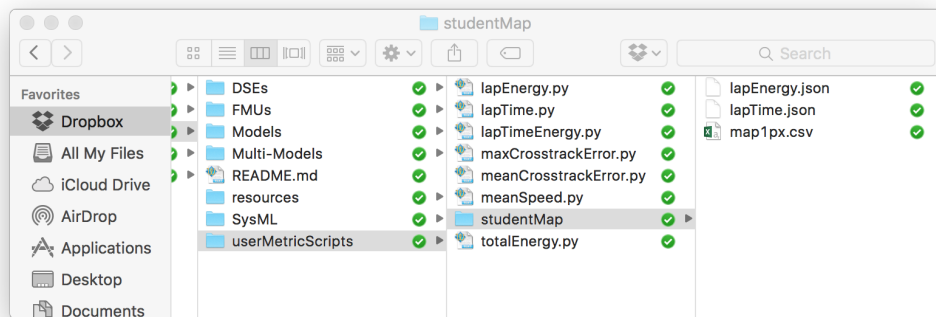 studentMap
Search
Favorites
Dropbox
All My Files
iCloud Drive
AirDrop
Applications
Desktop
Documents
DSEs
FMUs
Models
Multi-Models
README.md
resources
SysML
userMetricScripts
lapEnergy.py
lapTime.py
lapTimeEnergy.py
maxCrosstrackError.py
meanCrosstrackError.py
meanSpeed.py
studentMap
totalEnergy.py
lapEnergy.json
lapTime.json
map1px.csv